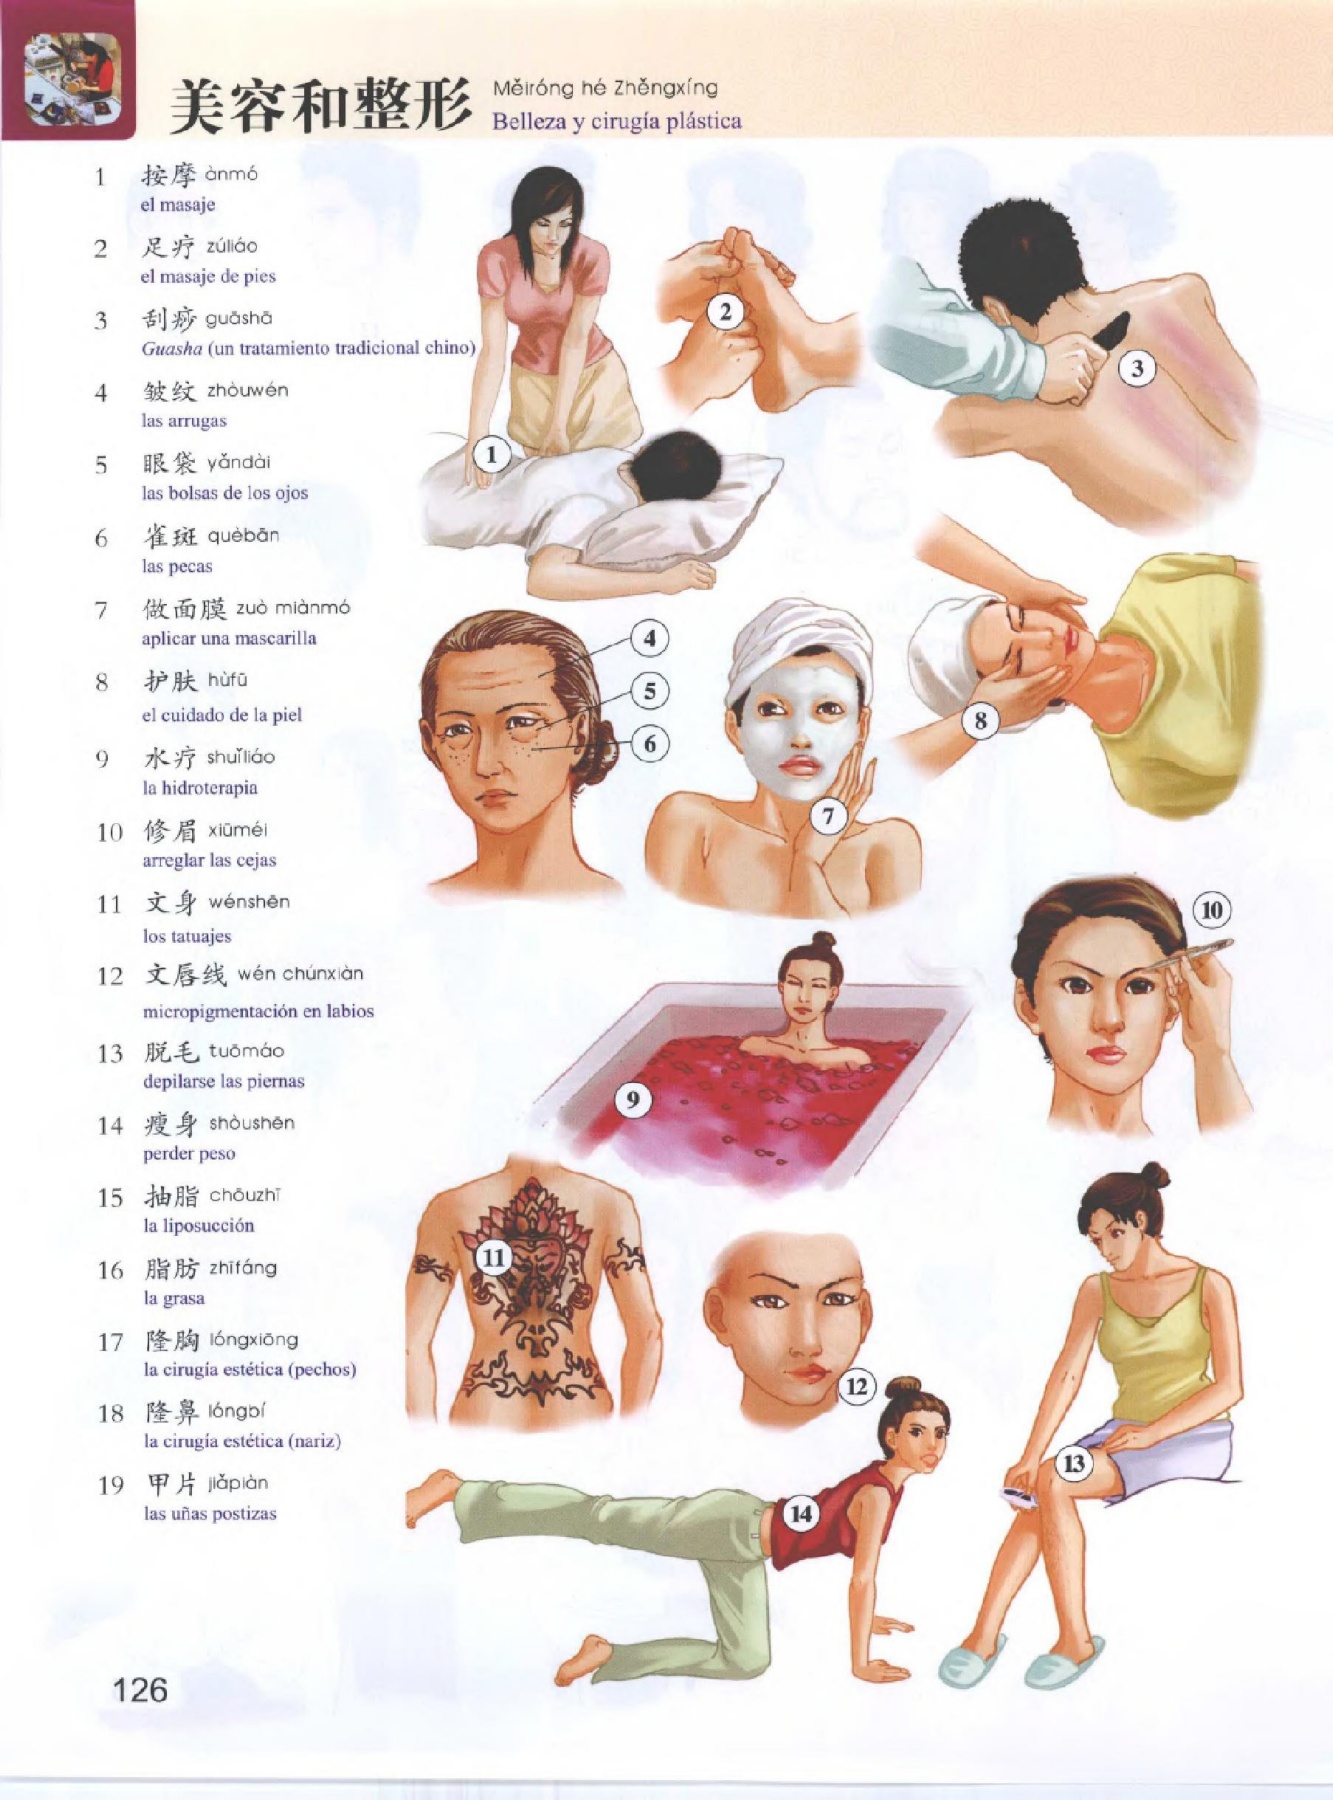 美容和整形 Měiróng hé Zhěngxíng
Belleza y cirugía plástica
1 按摩 ànmó
el masaje
2 足疗 zúliáo
el masaje de pies
3 刮痧 guāshā
Guasha (un tratamiento tradicional chino)
4 皱纹 zhòuwén
las arrugas
5 眼袋 yǎndài
las bolsas de los ojos
6 雀斑 quèbān
las pecas
7 做面膜 zuò miànmó
aplicar una mascarilla
8 护肤 hùfū
el cuidado de la piel
9 水疗 shuǐliáo
la hidroterapia
10 修眉 xiūméi
arreglar las cejas
11 文身 wénshēn
los tatuajes
12 文唇线 wén chúnxiàn
micropigmentación en labios
13 脱毛 tuōmáo
depilarse las piernas
14 瘦身 shòushēn
perder peso
15 抽脂 chōuzhī
la liposucción
16 脂肪 zhīfáng
la grasa
17 隆胸 lóngxiōng
la cirugía estética (pechos)
18 隆鼻 lóngbí
la cirugía estética (nariz)
19 甲片 jiǎpiàn
las uñas postizas
1
2
3
4
5
6
7
8
9
10
11
12
13
14
126